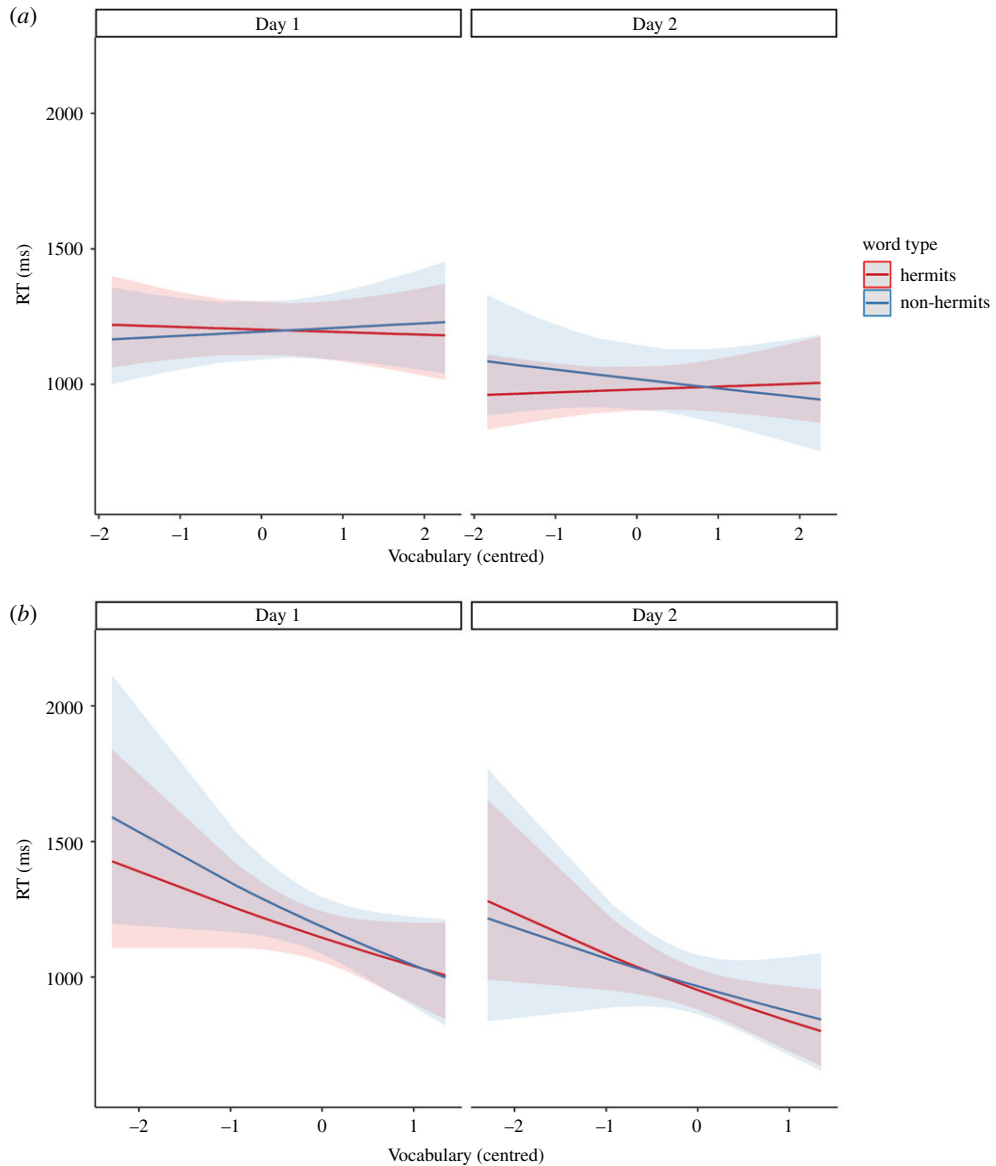 (a)
Day 1
Day 2
2000
1500
1000
RT (ms)
–2 –1 0 1 2
–2 –1 0 1 2
Vocabulary (centred)
word type
hermits
non-hermits
(b)
Day 1
Day 2
2000
1500
1000
RT (ms)
–2 –1 0 1
–2 –1 0 1
Vocabulary (centred)